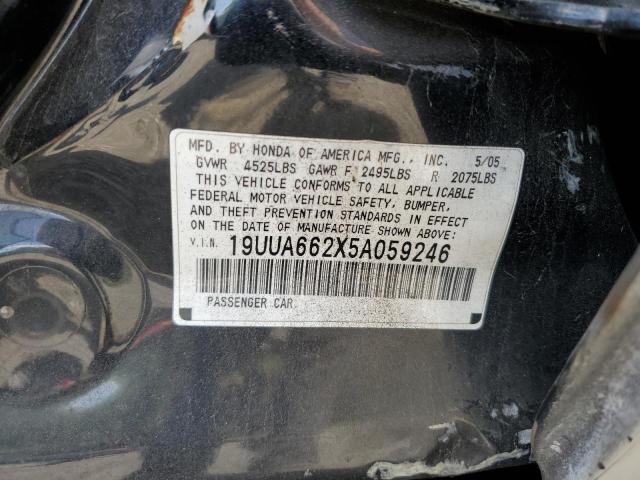 MFD. BY HONDA OF AMERICA MFG., INC. 5/05
GVWR 4525LBS GAWR F 2495LBS R 2075LBS
THIS VEHICLE CONFORMS TO ALL APPLICABLE
FEDERAL MOTOR VEHICLE SAFETY, BUMPER,
AND THEFT PREVENTION STANDARDS IN EFFECT
ON THE DATE OF MANUFACTURE SHOWN ABOVE.
V.I.N. 19UUA662X5A059246
PASSENGER CAR